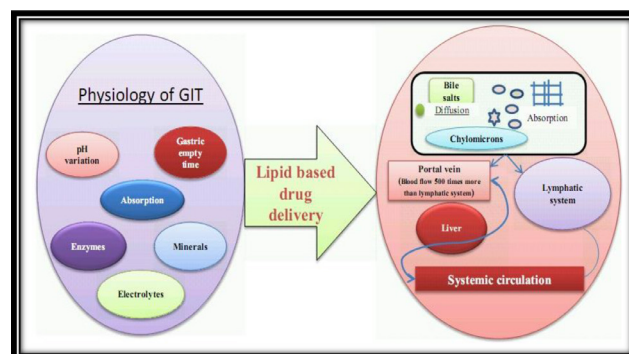 Physiology of GIT
pH
variation
Gastric
empty
time
Absorption
Enzymes
Minerals
Electrolytes
Lipid based
drug
delivery
Bile
salts
Diffusion
Absorption
Chylomicrons
Portal vein
(Blood flow 500 times more
than lymphatic system)
Lymphatic
system
Liver
Systemic circulation